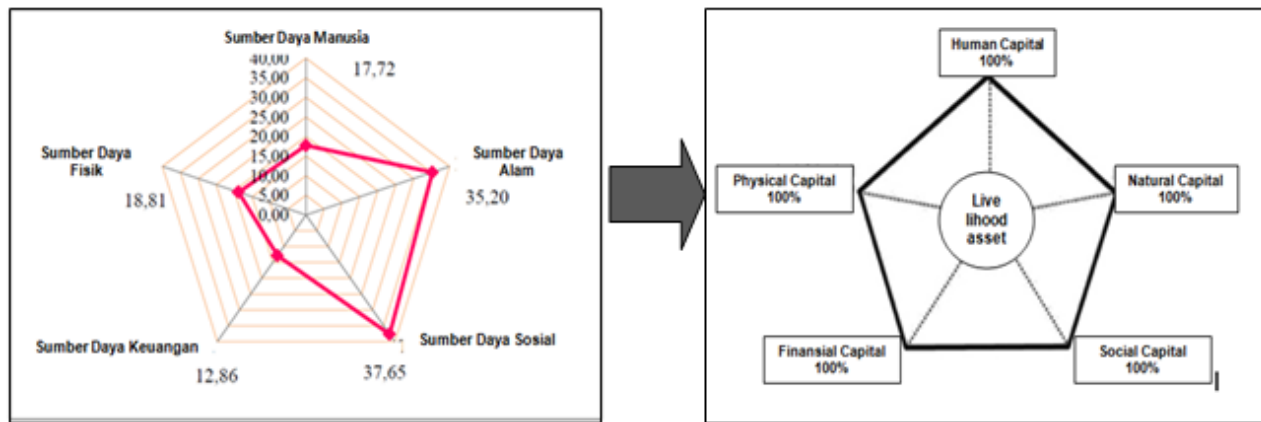 Sumber Daya Manusia
40,00
35,00
30,00
25,00
20,00
15,00
10,00
5,00
0,00
17,72
Sumber Daya
Alam
35,20
Sumber Daya Sosial
37,65
Sumber Daya Keuangan
12,86
Sumber Daya
Fisik
18,81
Human Capital
100%
Physical Capital
100%
Natural Capital
100%
Live
lihood
asset
Finansial Capital
100%
Social Capital
100%